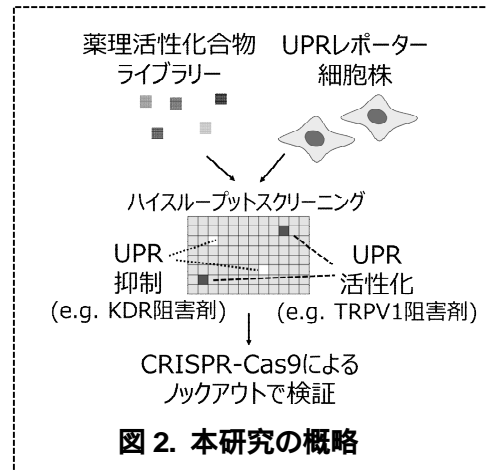 薬理活性化合物
ライブラリー
UPRレポーター
細胞株
ハイスループットスクリーニング
UPR
抑制
(e.g. KDR阻害剤)
UPR
活性化
(e.g. TRPV1阻害剤)
CRISPR-Cas9による
ノックアウトで検証
図 2. 本研究の概略